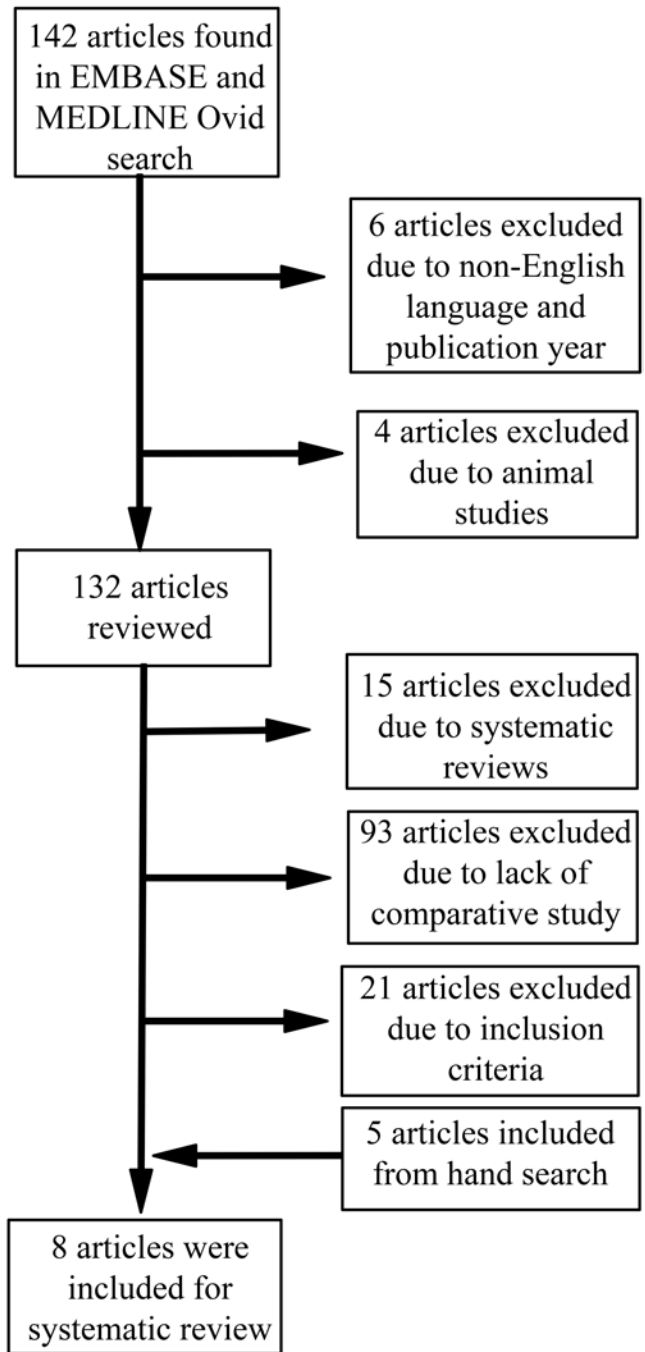 142 articles found
in EMBASE and
MEDLINE Ovid
search
6 articles excluded
due to non-English
language and
publication year
4 articles excluded
due to animal
studies
132 articles
reviewed
15 articles excluded
due to systematic
reviews
93 articles excluded
due to lack of
comparative study
21 articles excluded
due to inclusion
criteria
5 articles included
from hand search
8 articles were
included for
systematic review